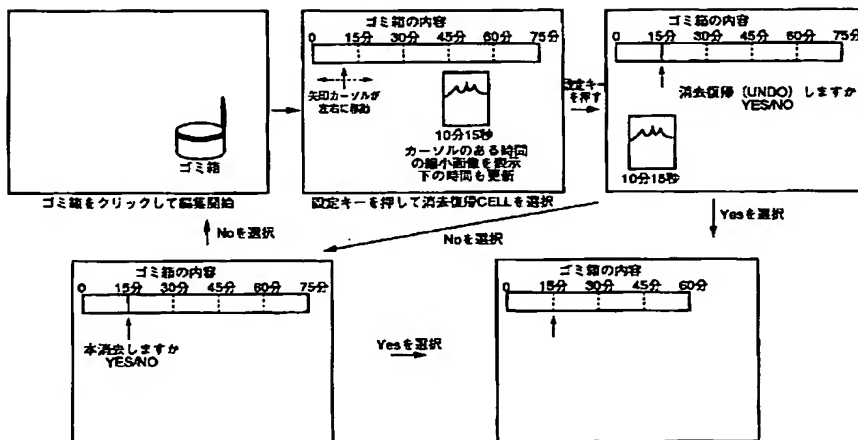 ゴミ箱
ゴミ箱をクリックして編集開始
ゴミ箱の内容
0 15分 30分 45分 60分 75分
矢印カーソルが
左右に移動
10分15秒
カーソルのある時間
の縮小画像を表示
下の時間も更新
設定キーを押して消去復帰CELLを選択
設定キー
を押す
ゴミ箱の内容
0 15分 30分 45分 60分 75分
消去復帰(UNDO)しますか
YES/NO
10分15秒
Noを選択
Noを選択
Yesを選択
ゴミ箱の内容
0 15分 30分 45分 60分 75分
本消去しますか
YES/NO
Yesを選択
ゴミ箱の内容
0 15分 30分 45分 60分